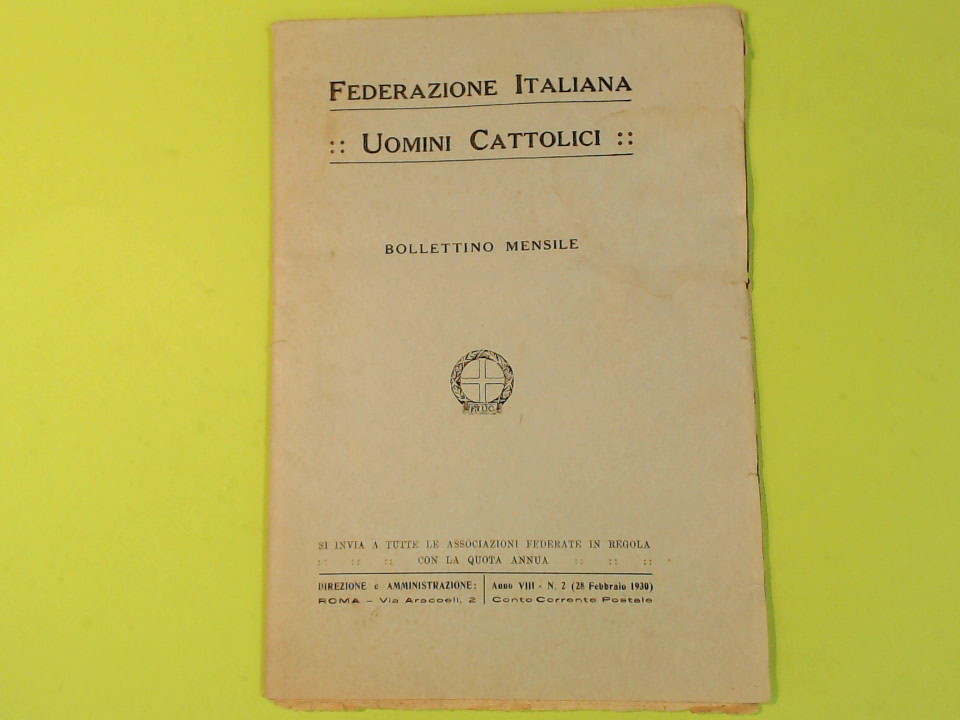 FEDERAZIONE ITALIANA
:: UOMINI CATTOLICI ::
BOLLETTINO MENSILE
SI INVIA A TUTTE LE ASSOCIAZIONI FEDERATE IN REGOLA
:: :: :: CON LA QUOTA ANNUA :: :: ::
DIREZIONE e AMMINISTRAZIONE:
ROMA – Via Aracoeli, 2
Anno VIII - N. 2 (28 Febbraio 1930)
Conto Corrente Postale